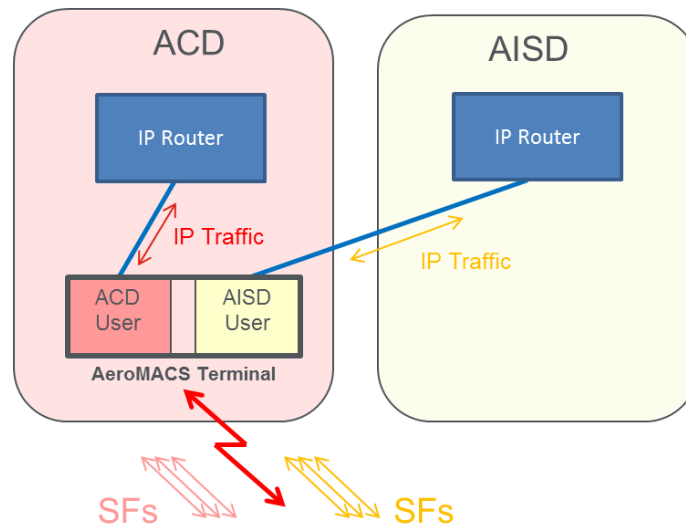 ACD
AISD
IP Router
IP Router
IP Traffic
IP Traffic
ACD
User
AISD
User
AeroMACS Terminal
SFs
SFs